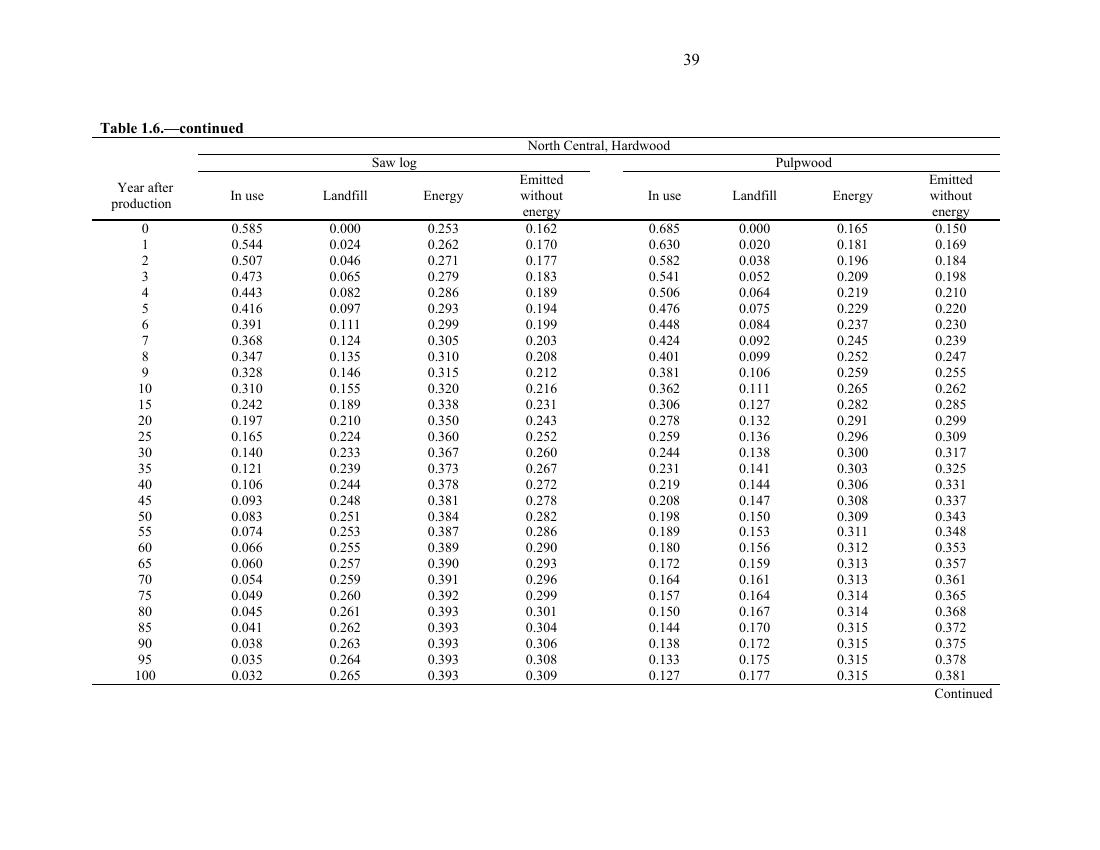 39
Table 1.6.—continued
North Central, Hardwood
Saw log Pulpwood
Year after production In use Landfill Energy Emitted without energy In use Landfill Energy Emitted without energy
0 0.585 0.000 0.253 0.162 0.685 0.000 0.165 0.150
1 0.544 0.024 0.262 0.170 0.630 0.020 0.181 0.169
2 0.507 0.046 0.271 0.177 0.582 0.038 0.196 0.184
3 0.473 0.065 0.279 0.183 0.541 0.052 0.209 0.198
4 0.443 0.082 0.286 0.189 0.506 0.064 0.219 0.210
5 0.416 0.097 0.293 0.194 0.476 0.075 0.229 0.220
6 0.391 0.111 0.299 0.199 0.448 0.084 0.237 0.230
7 0.368 0.124 0.305 0.203 0.424 0.092 0.245 0.239
8 0.347 0.135 0.310 0.208 0.401 0.099 0.252 0.247
9 0.328 0.146 0.315 0.212 0.381 0.106 0.259 0.255
10 0.310 0.155 0.320 0.216 0.362 0.111 0.265 0.262
15 0.242 0.189 0.338 0.231 0.306 0.127 0.282 0.285
20 0.197 0.210 0.350 0.243 0.278 0.132 0.291 0.299
25 0.165 0.224 0.360 0.252 0.259 0.136 0.296 0.309
30 0.140 0.233 0.367 0.260 0.244 0.138 0.300 0.317
35 0.121 0.239 0.373 0.267 0.231 0.141 0.303 0.325
40 0.106 0.244 0.378 0.272 0.219 0.144 0.306 0.331
45 0.093 0.248 0.381 0.278 0.208 0.147 0.308 0.337
50 0.083 0.251 0.384 0.282 0.198 0.150 0.309 0.343
55 0.074 0.253 0.387 0.286 0.189 0.153 0.311 0.348
60 0.066 0.255 0.389 0.290 0.180 0.156 0.312 0.353
65 0.060 0.257 0.390 0.293 0.172 0.159 0.313 0.357
70 0.054 0.259 0.391 0.296 0.164 0.161 0.313 0.361
75 0.049 0.260 0.392 0.299 0.157 0.164 0.314 0.365
80 0.045 0.261 0.393 0.301 0.150 0.167 0.314 0.368
85 0.041 0.262 0.393 0.304 0.144 0.170 0.315 0.372
90 0.038 0.263 0.393 0.306 0.138 0.172 0.315 0.375
95 0.035 0.264 0.393 0.308 0.133 0.175 0.315 0.378
100 0.032 0.265 0.393 0.309 0.127 0.177 0.315 0.381
Continued